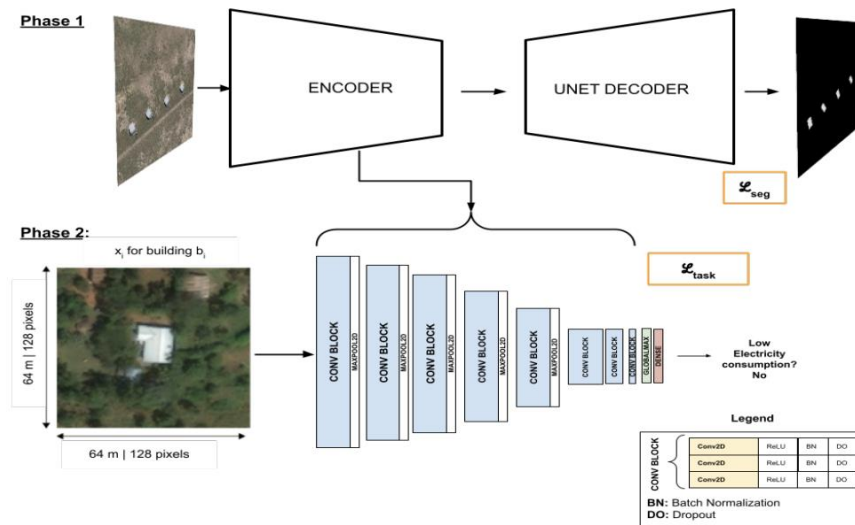 Phase 1
ENCODER
UNET DECODER
ℒseg
Phase 2:
xi for building bi
ℒtask
64 m | 128 pixels
64 m | 128 pixels
CONV BLOCK
MAXPOOL2D
CONV BLOCK
MAXPOOL2D
CONV BLOCK
MAXPOOL2D
CONV BLOCK
MAXPOOL2D
CONV BLOCK
MAXPOOL2D
CONV BLOCK
CONV BLOCK
CONV BLOCK
GLOBALMAX
DENSE
Low
Electricity
consumption?
No
Legend
CONV BLOCK
Conv2D ReLU BN DO
Conv2D ReLU BN DO
Conv2D ReLU BN DO
BN: Batch Normalization
DO: Dropout